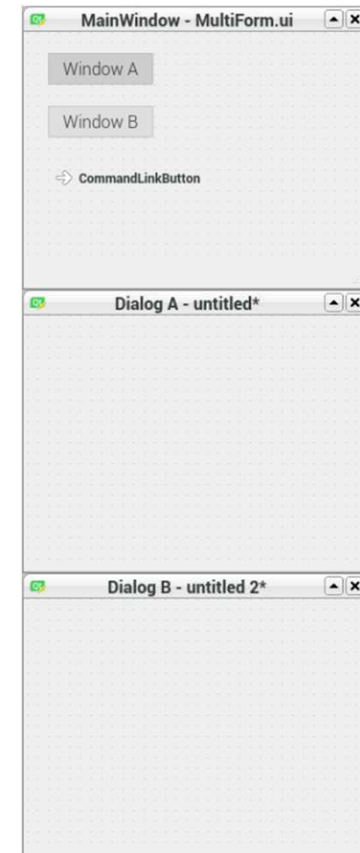 MainWindow - MultiForm.ui
Window A
Window B
CommandLinkButton
Dialog A - untitled*
Dialog B - untitled 2*